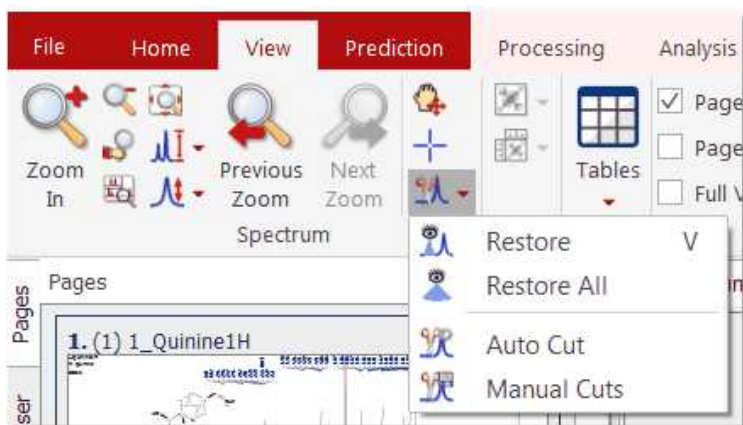 File Home View Prediction Processing Analysis
Zoom In
Previous Zoom
Next Zoom
Tables
Page
Page
Full
Spectrum
Restore V
Restore All
Auto Cut
Manual Cuts
Pages
Pages
1. (1) 1_Quinine1H